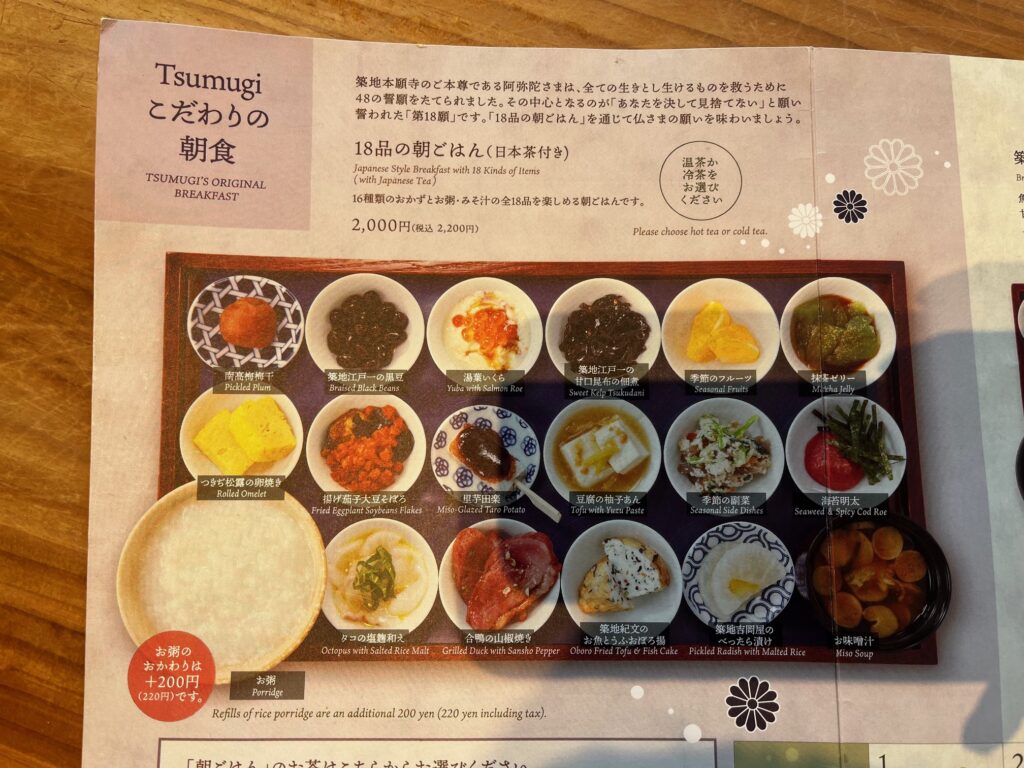 Tsumugi
こだわりの
朝食
TSUMUGI'S ORIGINAL
BREAKFAST
築地本願寺のご本尊である阿弥陀さまは、全ての生きとし生けるものを救うために
48の誓願をたてられました。その中心となるのが「あなたを決して見捨てない」と願い
誓われた「第18願」です。「18品の朝ごはん」を通じて仏さまの願いを味わいましょう。
18品の朝ごはん(日本茶付き)
Japanese Style Breakfast with 18 Kinds of Items
(with Japanese Tea)
16種類のおかずとお粥・みそ汁の全18品を楽しめる朝ごはんです。
2,000円(税込 2,200円)
温茶か
冷茶を
お選び
ください
Please choose hot tea or cold tea.
南高梅梅干
Pickled Plum
築地江戸一の黒豆
Braised Black Beans
湯葉いくら
Yuba with Salmon Roe
築地江戸一の
甘口昆布の佃煮
Sweet Kelp Tsukudani
季節のフルーツ
Seasonal Fruits
抹茶ゼリー
Matcha Jelly
つきぢ松露の卵焼き
Rolled Omelet
揚げ茄子大豆そぼろ
Fried Eggplant Soybeans Flakes
里芋田楽
Miso-Glazed Taro Potato
豆腐の柚子あん
Tofu with Yuzu Paste
季節の副菜
Seasonal Side Dishes
海苔明太
Seaweed & Spicy Cod Roe
タコの塩麹和え
Octopus with Salted Rice Malt
合鴨の山椒焼き
Grilled Duck with Sansho Pepper
築地紀文の
お魚とうふおぼろ揚
Oboro Fried Tofu & Fish Cake
築地吉岡屋の
べったら漬け
Pickled Radish with Malted Rice
お味噌汁
Miso Soup
お粥
Porridge
お粥の
おかわりは
+200円
(220円)です。
Refills of rice porridge are an additional 200 yen (220 yen including tax).
「朝ごはん」のお茶はこちらからお選びください
1
2